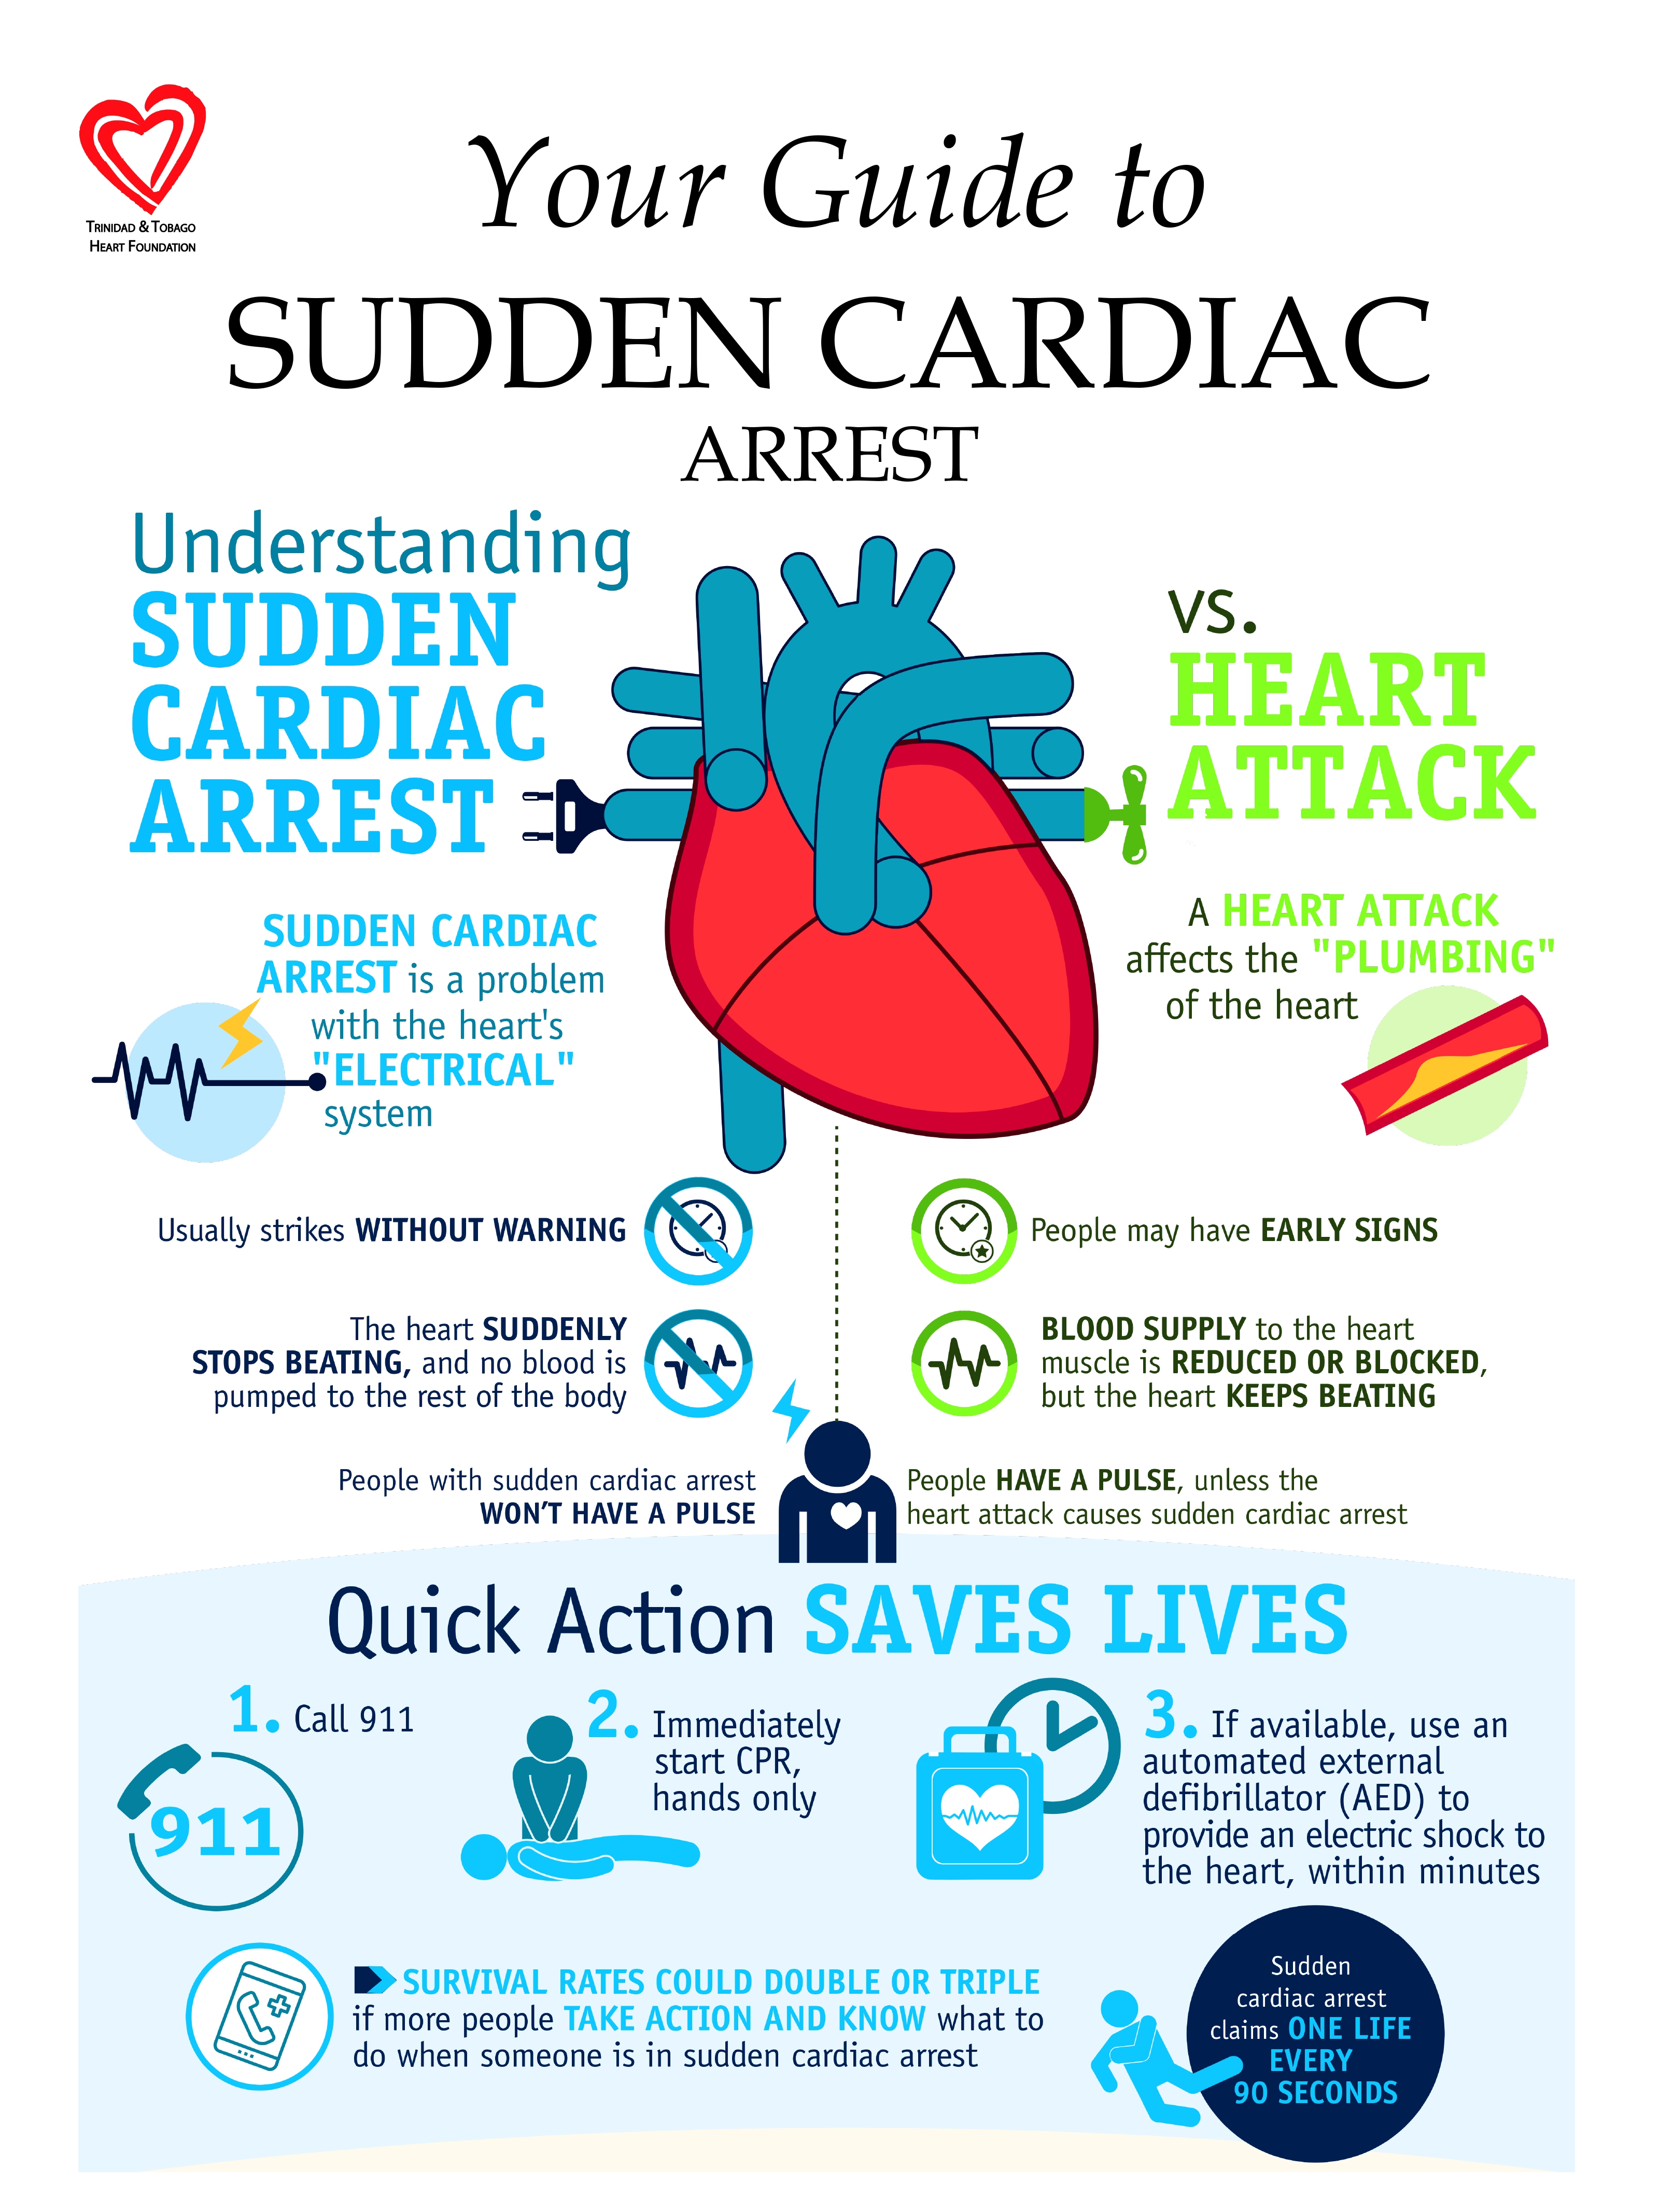 TRINIDAD & TOBAGO
HEART FOUNDATION
Your Guide to
SUDDEN CARDIAC
ARREST
Understanding
SUDDEN
CARDIAC
ARREST
vs.
HEART
ATTACK
SUDDEN CARDIAC
ARREST is a problem
with the heart's
"ELECTRICAL"
system
A HEART ATTACK
affects the "PLUMBING"
of the heart
Usually strikes WITHOUT WARNING
People may have EARLY SIGNS
The heart SUDDENLY
STOPS BEATING, and no blood is
pumped to the rest of the body
BLOOD SUPPLY to the heart
muscle is REDUCED OR BLOCKED,
but the heart KEEPS BEATING
People with sudden cardiac arrest
WON'T HAVE A PULSE
People HAVE A PULSE, unless the
heart attack causes sudden cardiac arrest
Quick Action SAVES LIVES
1. Call 911
911
2. Immediately
start CPR,
hands only
3. If available, use an
automated external
defibrillator (AED) to
provide an electric shock to
the heart, within minutes
SURVIVAL RATES COULD DOUBLE OR TRIPLE
if more people TAKE ACTION AND KNOW what to
do when someone is in sudden cardiac arrest
Sudden
cardiac arrest
claims ONE LIFE
EVERY
90 SECONDS